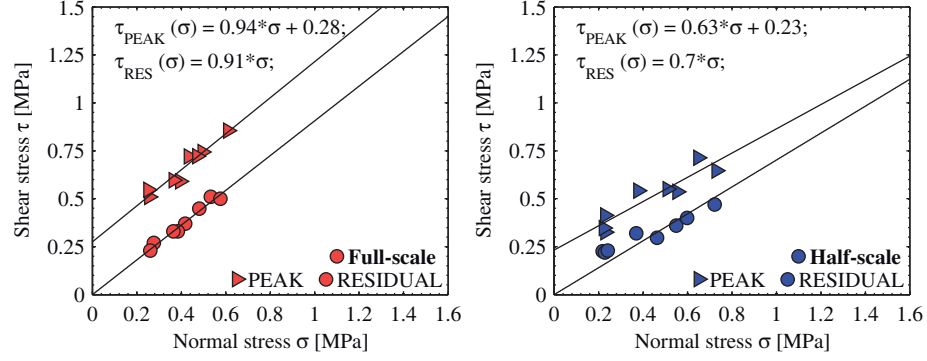 τPEAK (σ) = 0.94*σ + 0.28;
τRES (σ) = 0.91*σ;
Shear stress τ [MPa]
1.5
1.25
1
0.75
0.5
0.25
0
Full-scale
PEAK
RESIDUAL
0 0.2 0.4 0.6 0.8 1 1.2 1.4 1.6
Normal stress σ [MPa]
τPEAK (σ) = 0.63*σ + 0.23;
τRES (σ) = 0.7*σ;
Shear stress τ [MPa]
1.5
1.25
1
0.75
0.5
0.25
0
Half-scale
PEAK
RESIDUAL
0 0.2 0.4 0.6 0.8 1 1.2 1.4 1.6
Normal stress σ [MPa]